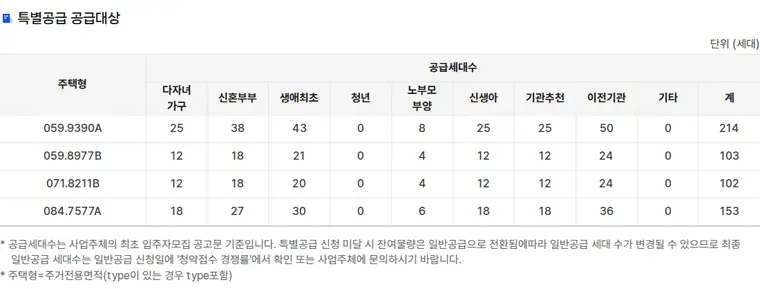 특별공급 공급대상
단위 (세대)
주택형 공급세대수
다자녀 가구 신혼부부 생애최초 청년 노부모 부양 신생아 기관추천 이전기관 기타 계
059.9390A 25 38 43 0 8 25 25 50 0 214
059.8977B 12 18 21 0 4 12 12 24 0 103
071.8211B 12 18 20 0 4 12 12 24 0 102
084.7577A 18 27 30 0 6 18 18 36 0 153
* 공급세대수는 사업주체의 최초 입주자모집 공고문 기준입니다. 특별공급 신청 미달 시 잔여물량은 일반공급으로 전환됨에따라 일반공급 세대 수가 변경될 수 있으므로 최종
일반공급 세대수는 일반공급 신청일에 '청약접수 경쟁률'에서 확인 또는 사업주체에 문의하시기 바랍니다.
* 주택형=주거전용면적(type이 있는 경우 type포함)